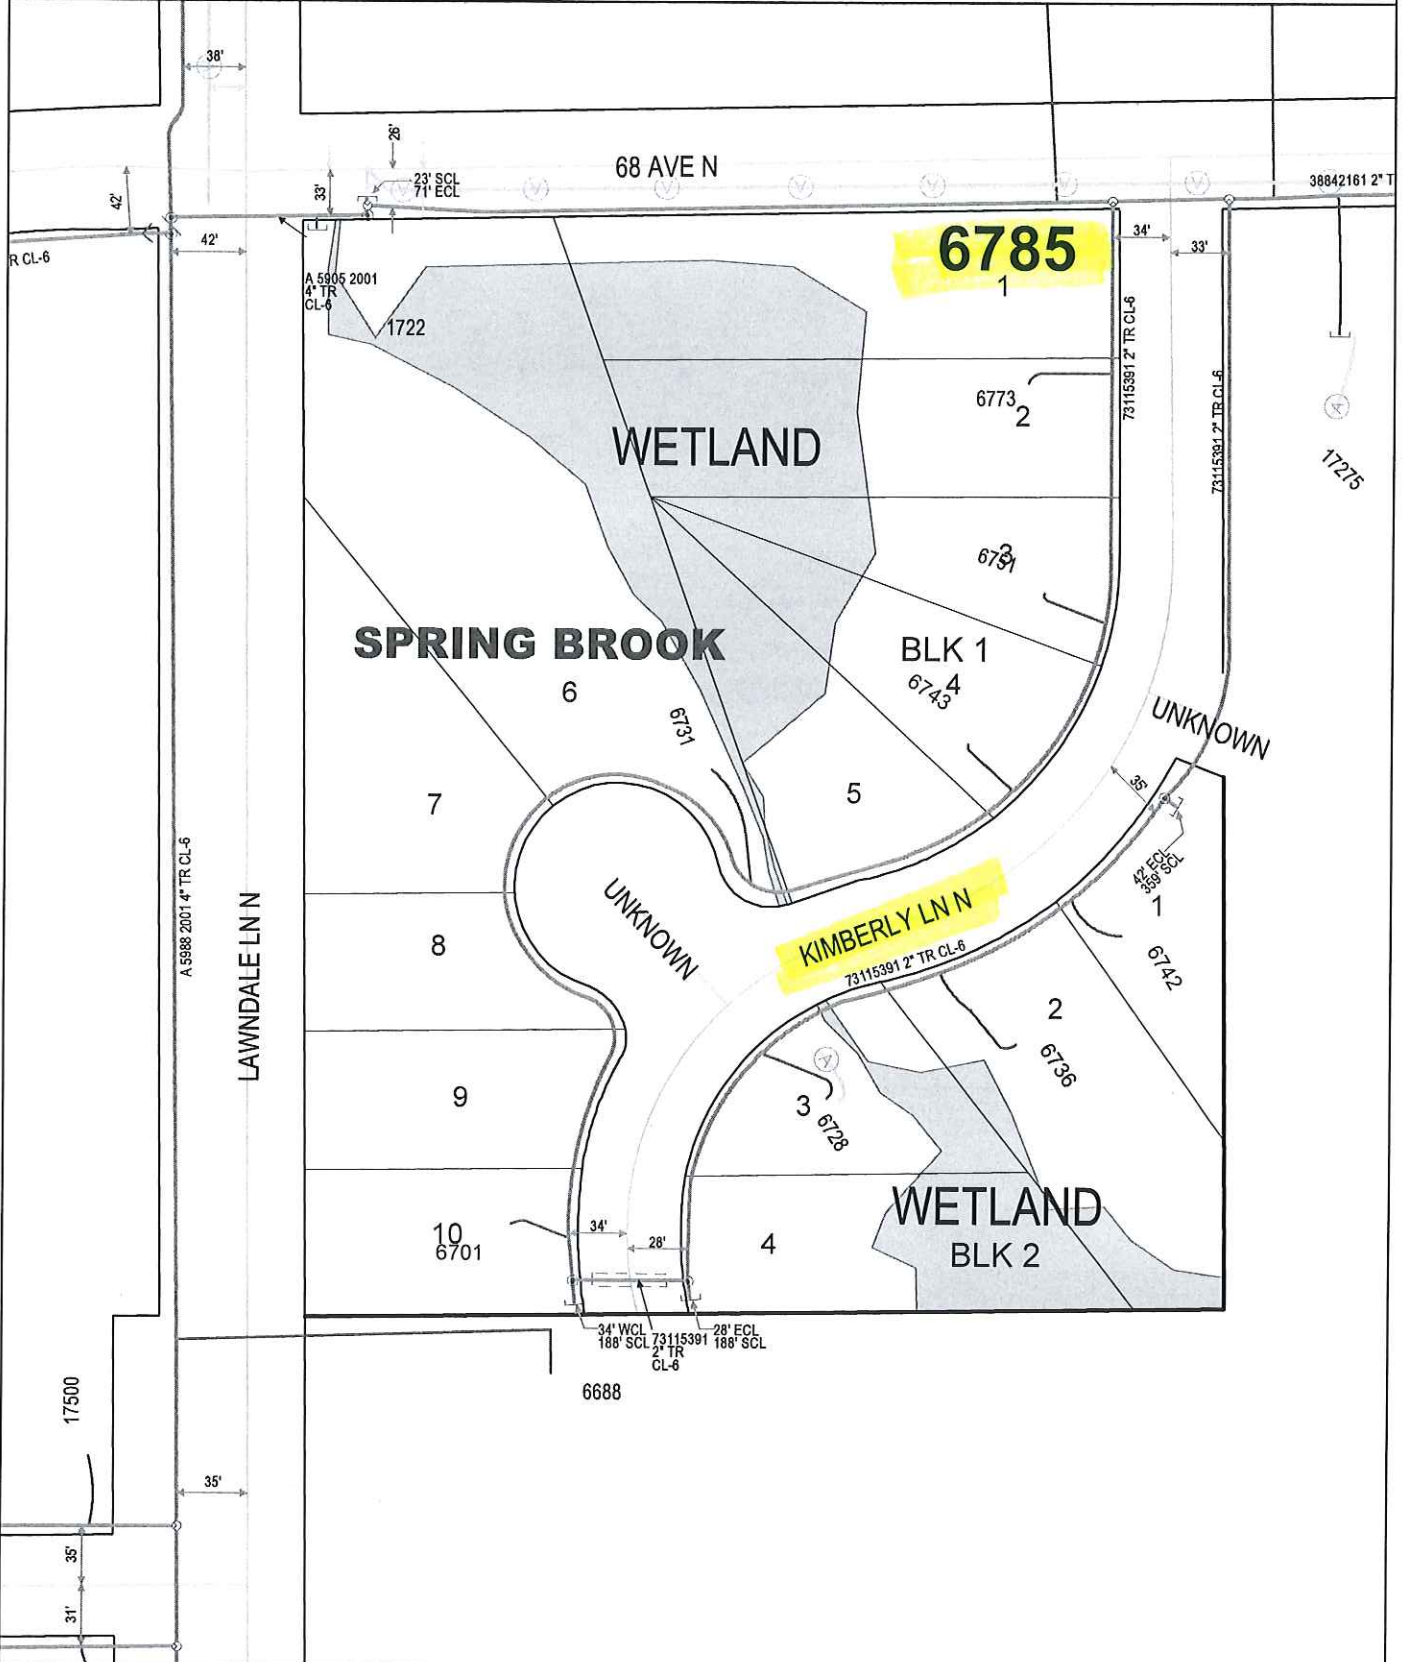 38'
26'
68 AVE N
23' SCL
71' ECL
33'
42'
38842161 2" T
42'
R CL-6
6785
34'
33'
1
A 5905 2001
4" TR
CL-6
1722
73115391 2" TR CL-6
6773
2
73115391 2" TR CL-6
WETLAND
17275
3
6751
SPRING BROOK
BLK 1
4
6743
6
6731
UNKNOWN
5
7
35'
A 5988 2001 4" TR CL-6
42' ECL
359' SCL
UNKNOWN
KIMBERLY LN N
1
LAWNDALE LN N
8
73115391 2" TR CL-6
6742
2
6736
9
3
6728
WETLAND
10
6701
34'
28'
4
BLK 2
34' WCL
188' SCL
73115391
2" TR
CL-6
28' ECL
188' SCL
6688
17500
35'
35'
31'
A
A
A
A
A
A
A
A